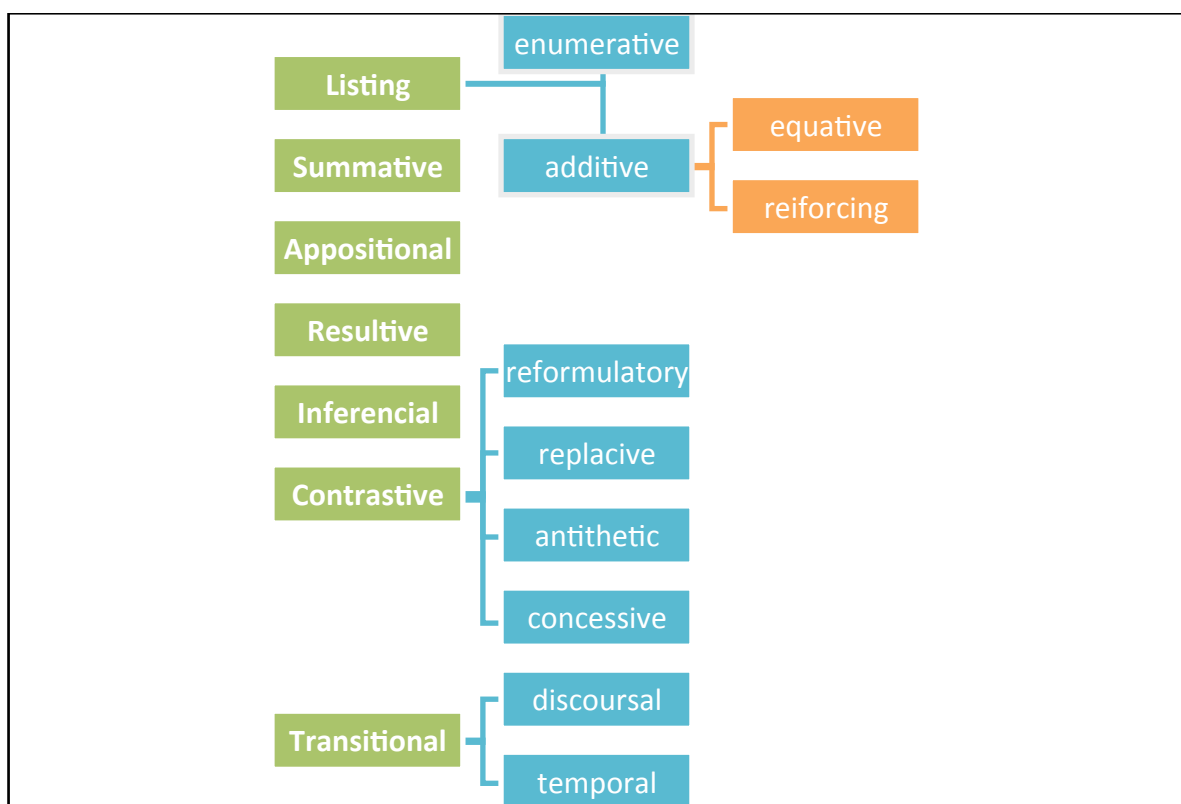 enumerative
Listing
equative
Summative
additive
reiforcing
Appositional
Resultive
reformulatory
Inferencial
replacive
Contrastive
antithetic
concessive
discoursal
Transitional
temporal